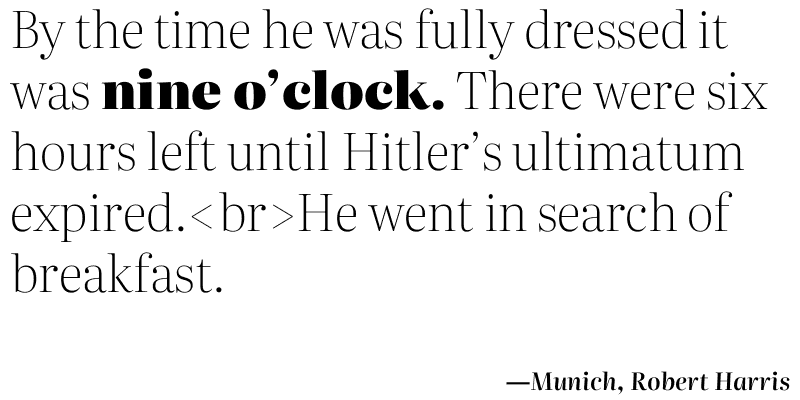 By the time he was fully dressed it
was nine o’clock. There were six
hours left until Hitler’s ultimatum
expired.<br>He went in search of
breakfast.
—Munich, Robert Harris